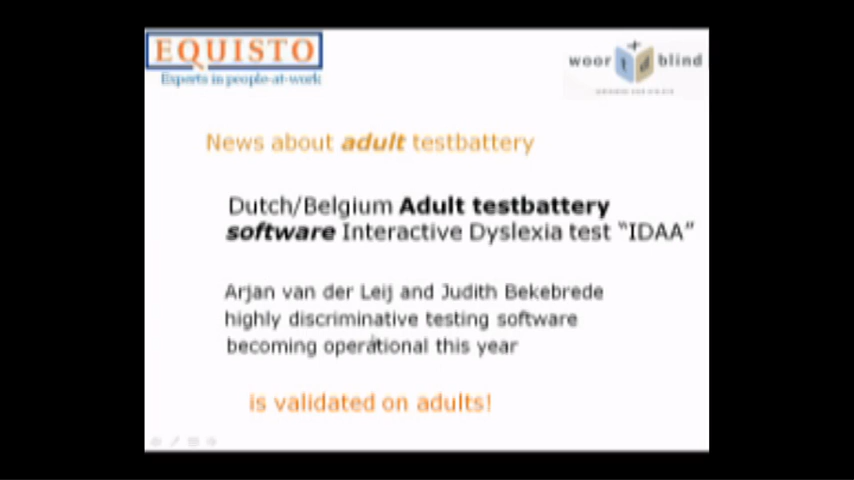 EQUISTO
Experts in people-at-work
woor td blind
News about adult testbattery
Dutch/Belgium Adult testbattery
software Interactive Dyslexia test "IDAA"
Arjan van der Leij and Judith Bekebrede
highly discriminative testing software
becoming operational this year
is validated on adults!